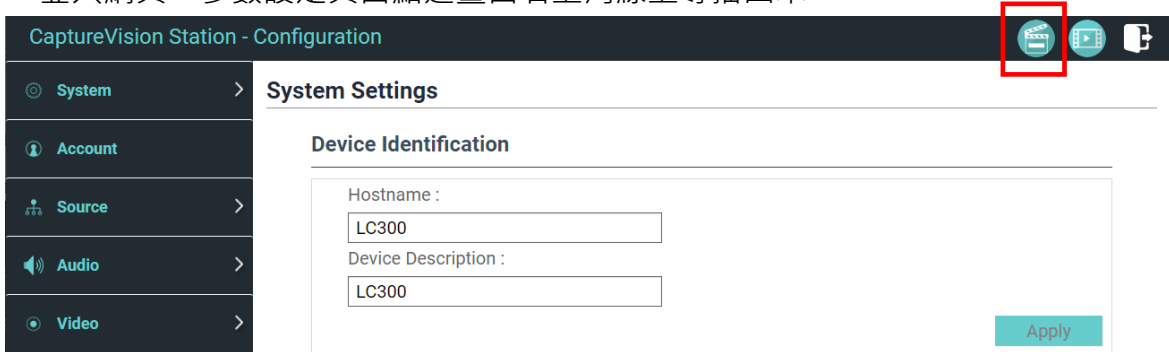 CaptureVision Station - Configuration
System
Account
Source
Audio
Video
System Settings
Device Identification
Hostname :
LC300
Device Description :
LC300
Apply